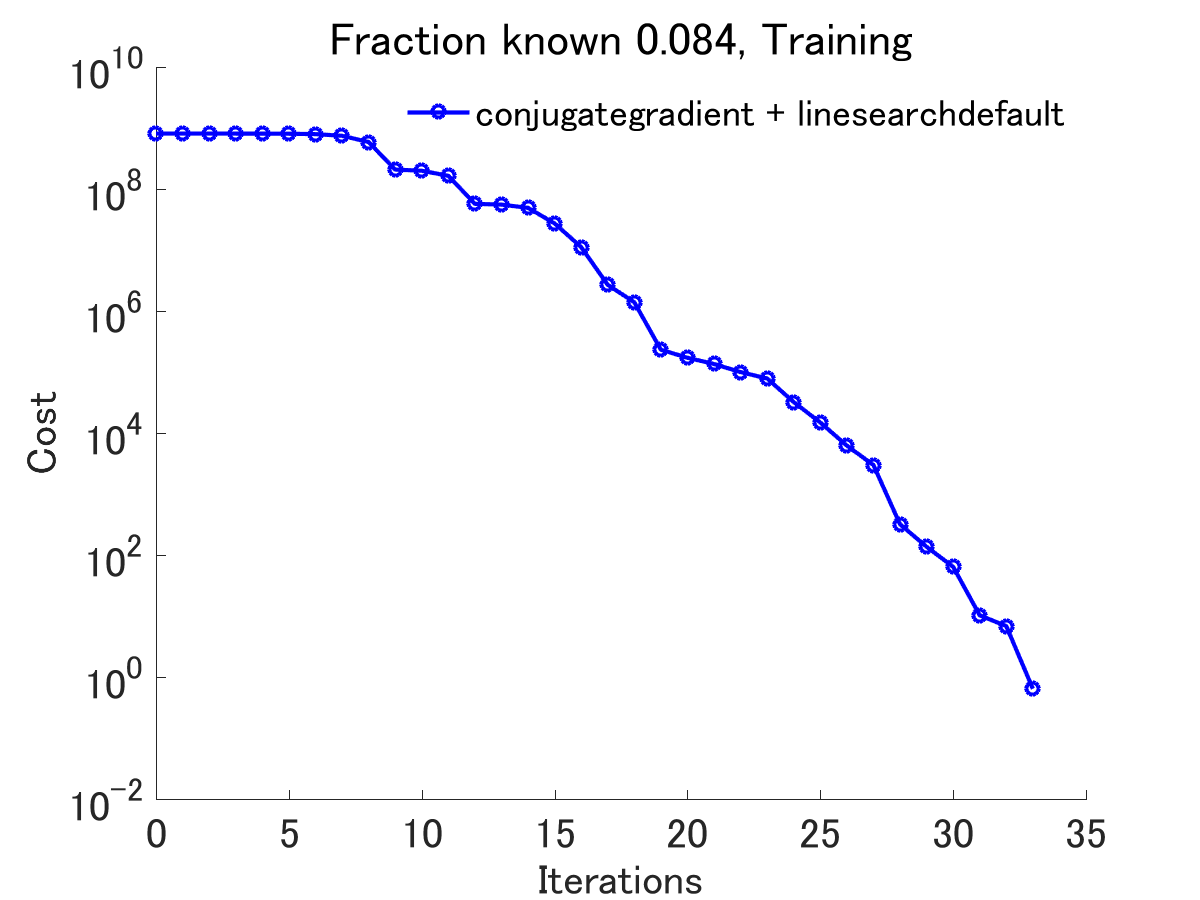 Fraction known 0.084, Training
conjugategradient + linesearchdefault
10^10
10^8
10^6
10^4
10^2
10^0
10^-2
Cost
0 5 10 15 20 25 30 35
Iterations